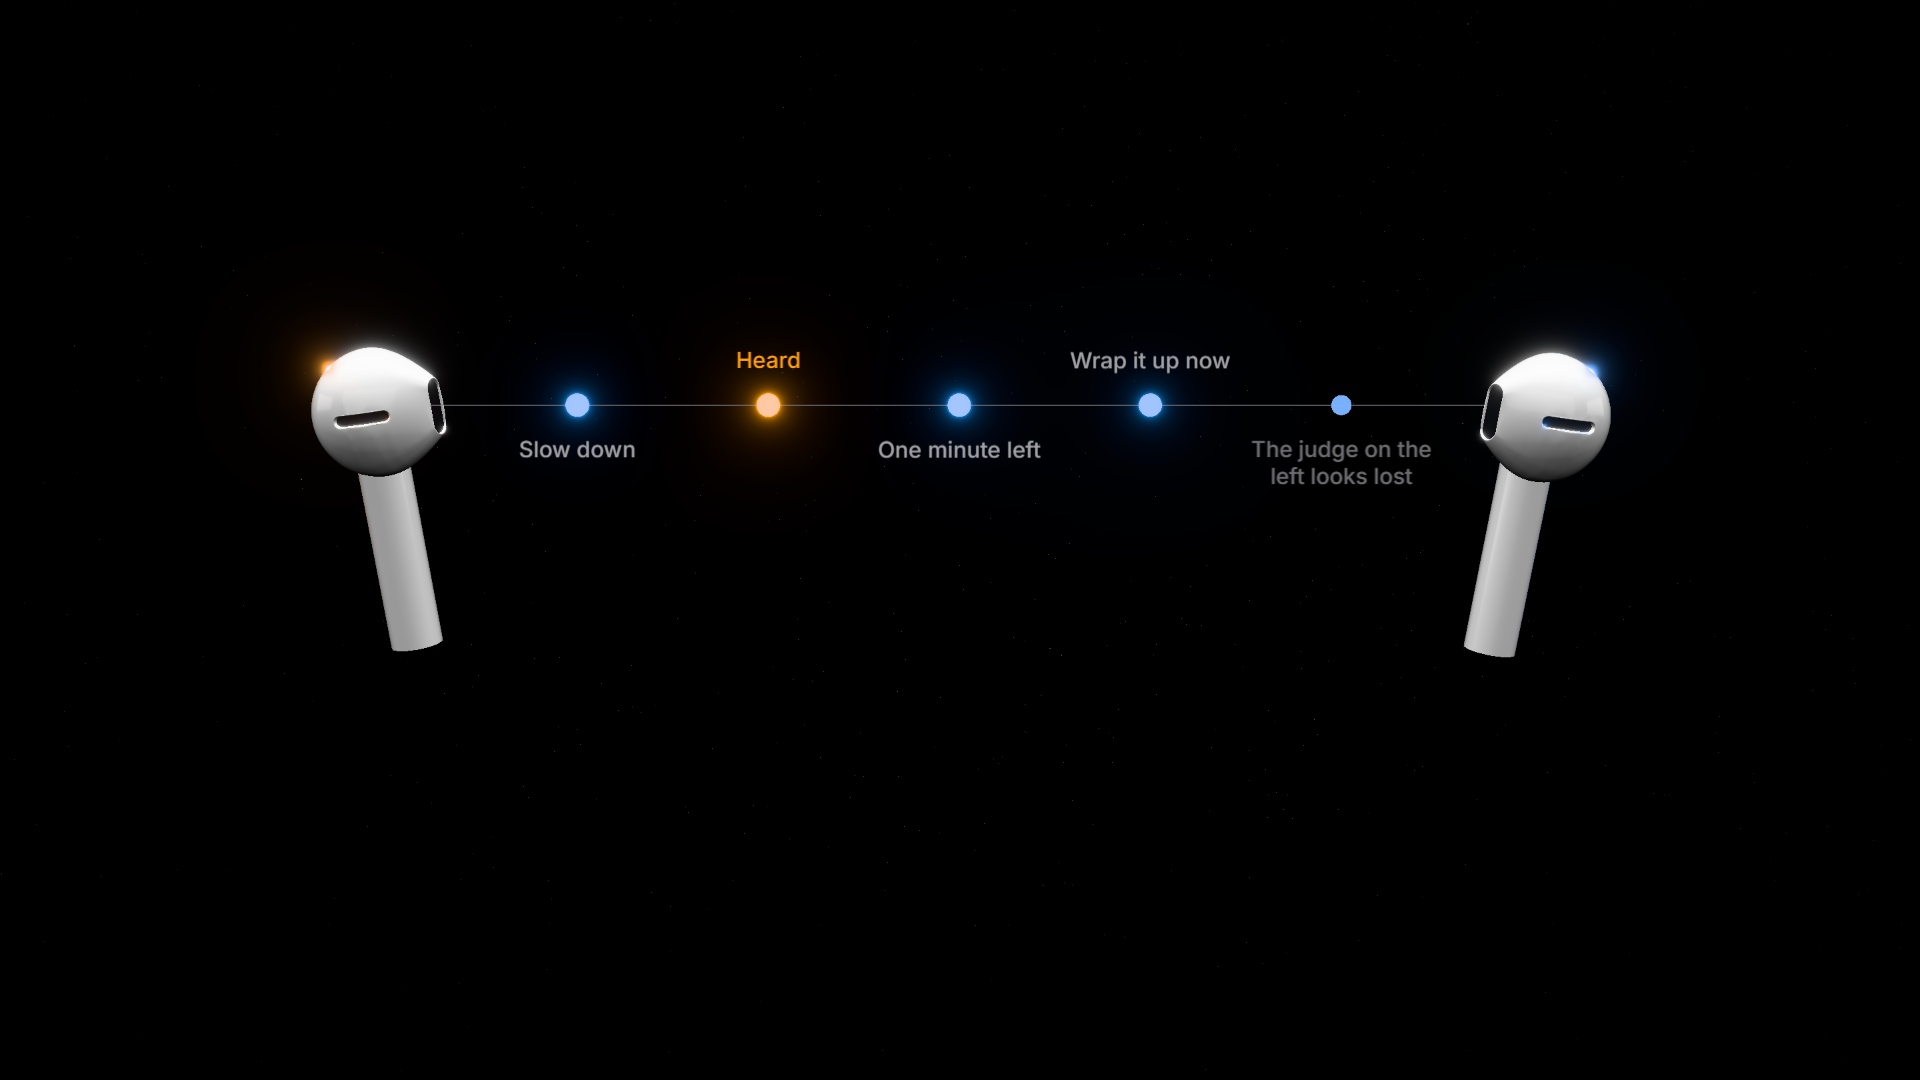 Heard
Wrap it up now
Slow down
One minute left
The judge on the
left looks lost